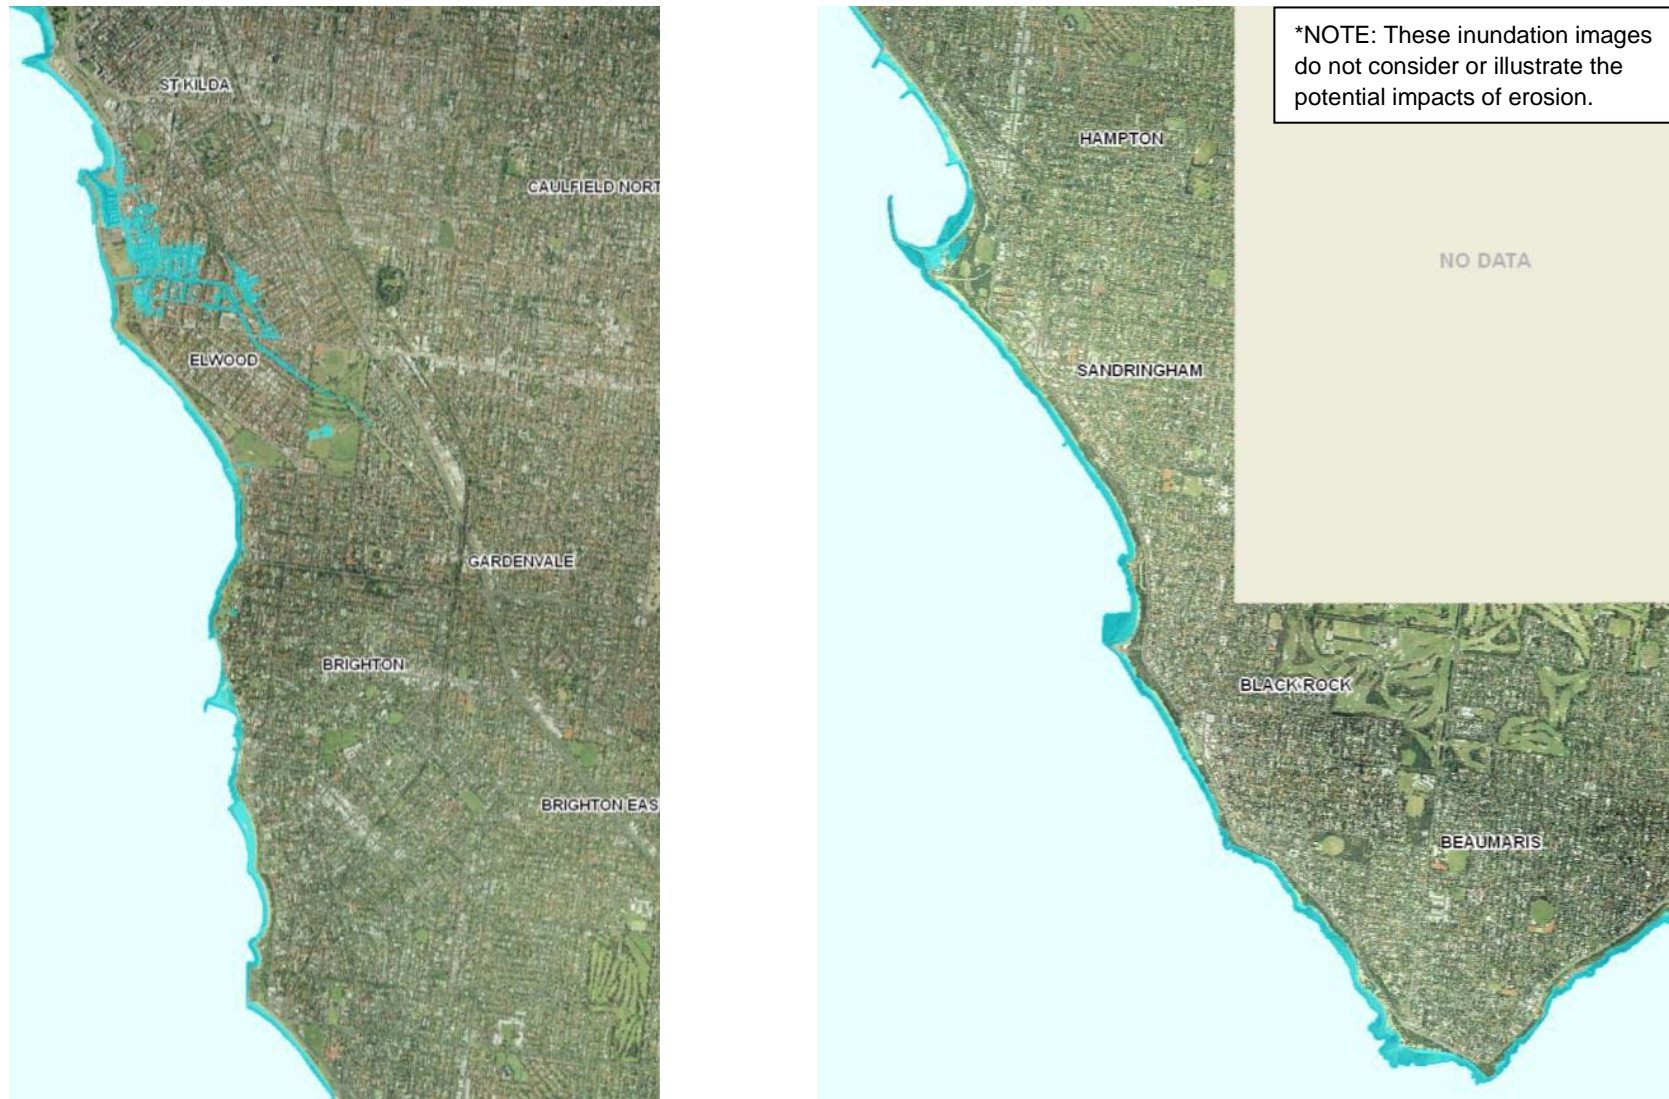 ST KILDA
CAULFIELD NORT
ELWOOD
GARDENVALE
BRIGHTON
BRIGHTON EAS
*NOTE: These inundation images
do not consider or illustrate the
potential impacts of erosion.
HAMPTON
NO DATA
SANDRINGHAM
BLACK ROCK
BEAUMARIS